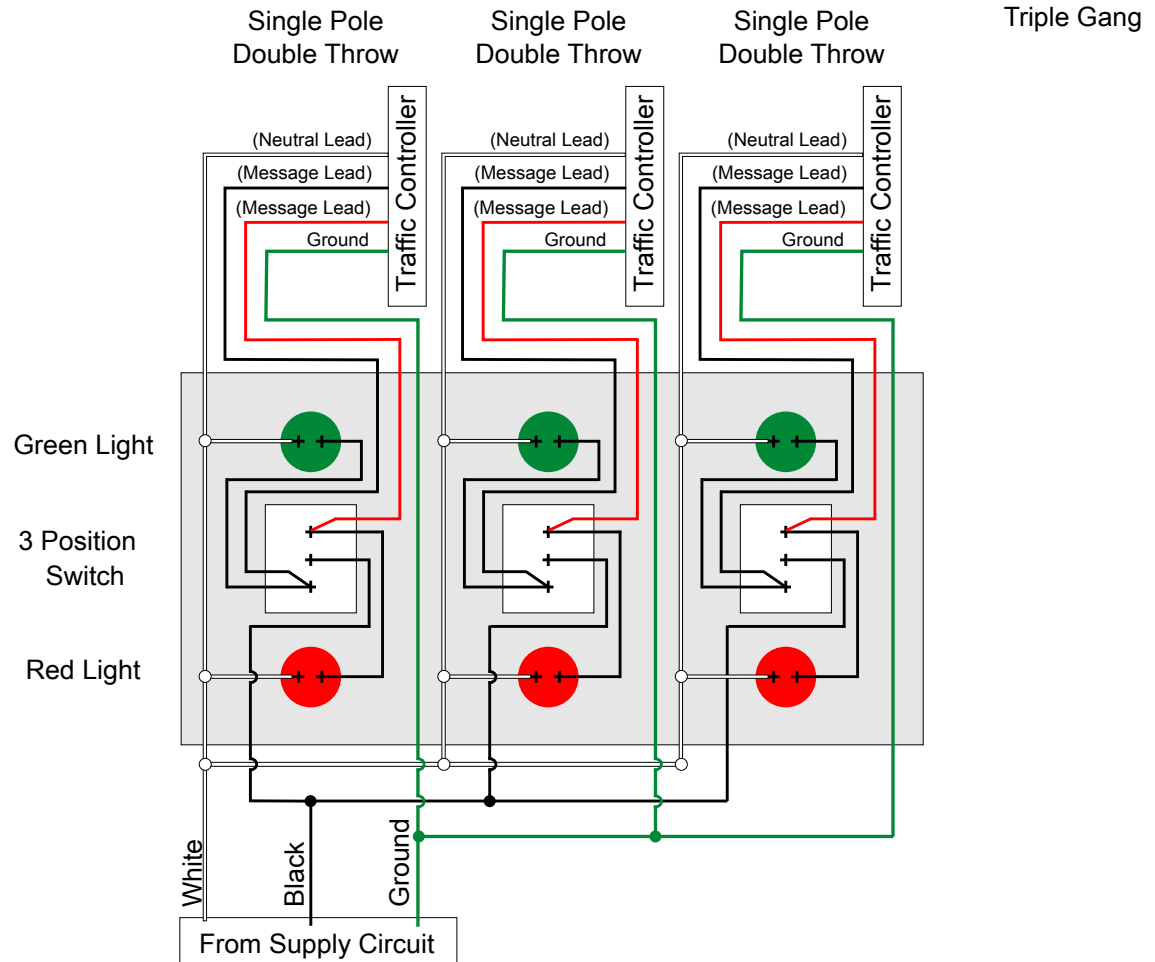 Single Pole
Double Throw
Single Pole
Double Throw
Single Pole
Double Throw
Triple Gang
(Neutral Lead)
(Message Lead)
(Message Lead)
Ground
Traffic Controller
(Neutral Lead)
(Message Lead)
(Message Lead)
Ground
Traffic Controller
(Neutral Lead)
(Message Lead)
(Message Lead)
Ground
Traffic Controller
Green Light
3 Position
Switch
Red Light
White
Black
Ground
From Supply Circuit